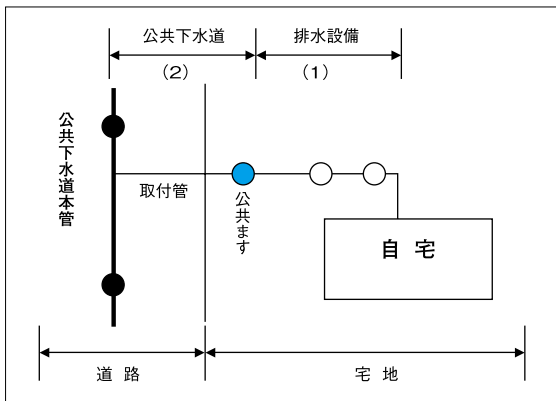 公共下水道
排水設備
（2）
（1）
公共下水道本管
取付管
公共ます
自宅
道路
宅地